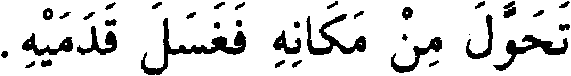 تَحَوَّلَ مِنْ مَكَانِهِ فَغَسَلَ قَدَمَيْهِ.